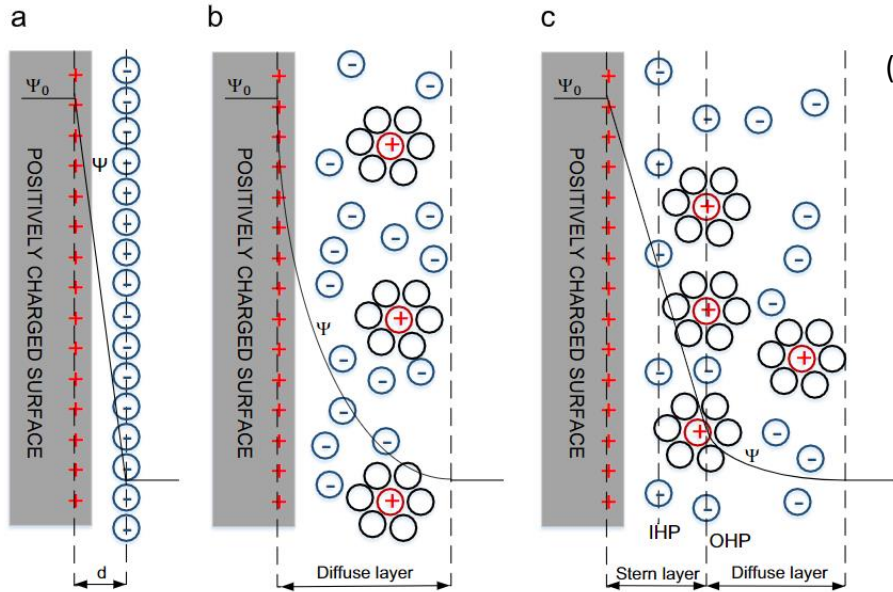 a
b
c
(
Ψ₀
Ψ
POSITIVELY CHARGED SURFACE
d
Ψ₀
Ψ
POSITIVELY CHARGED SURFACE
Diffuse layer
Ψ₀
Ψ
POSITIVELY CHARGED SURFACE
IHP
OHP
Stern layer
Diffuse layer